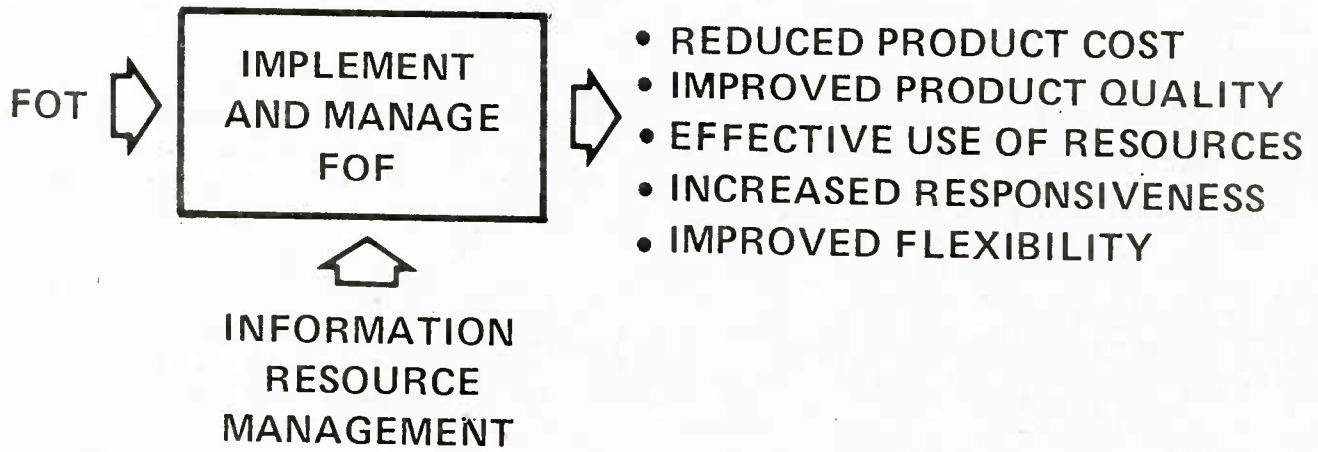 FOT
IMPLEMENT
AND MANAGE
FOF
• REDUCED PRODUCT COST
• IMPROVED PRODUCT QUALITY
• EFFECTIVE USE OF RESOURCES
• INCREASED RESPONSIVENESS
• IMPROVED FLEXIBILITY
INFORMATION
RESOURCE
MANAGEMENT